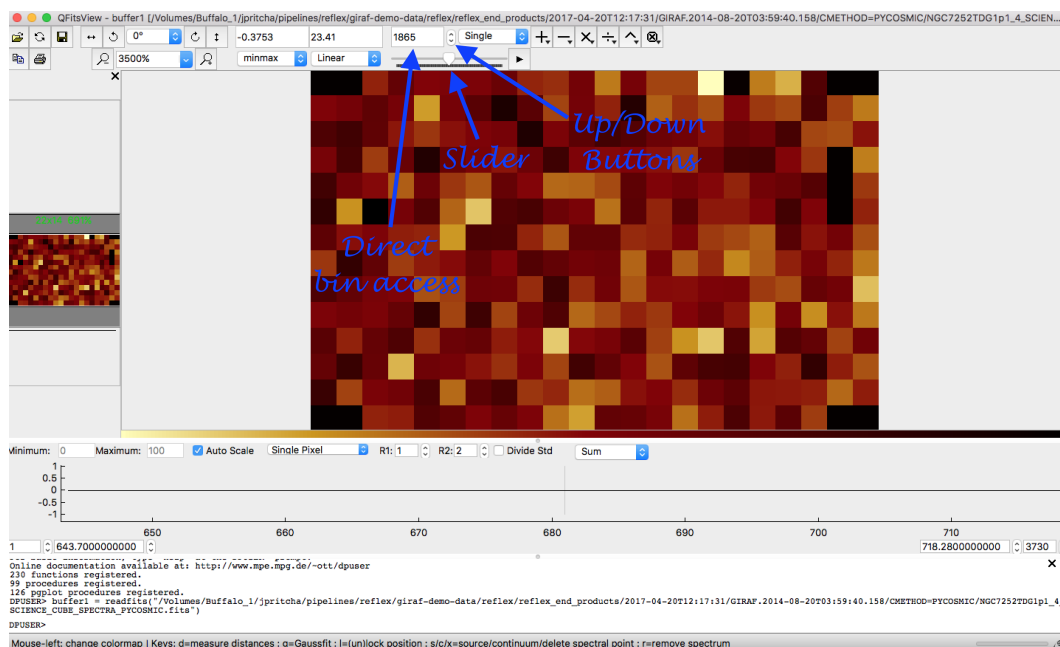 QFitsView - buffer1 [/Volumes/Buffalo_1/jpritcha/pipelines/reflex/giraf-demo-data/reflex/reflex_end_products/2017-04-20T12:17:31/GIRAF.2014-08-20T03:59:40.158/CMETHOD=PYCOSMIC/NGC7252TDG1p1_4_SCIEN...
0° -0.3753 23.41 1865 Single
3500% minmax Linear
Up/Down
Buttons
Slider
Direct
bin access
Minimum: 0 Maximum: 100 Auto Scale Single Pixel R1: 1 R2: 2 Divide Std Sum
1
0.5
0
-0.5
-1
650 660 670 680 690 700 710
1 643.7000000000 718.2800000000 3730
Online documentation available at: http://www.mpe.mpg.de/~ott/dpuser
230 functions registered.
99 procedures registered.
126 pgplot procedures registered.
DPUSER> buffer1 = readfits("/Volumes/Buffalo_1/jpritcha/pipelines/reflex/giraf-demo-data/reflex/reflex_end_products/2017-04-20T12:17:31/GIRAF.2014-08-20T03:59:40.158/CMETHOD=PYCOSMIC/NGC7252TDG1p1_4_
SCIENCE_CUBE_SPECTRA_PYCOSMIC.fits")
DPUSER>
Mouse-left: change colormap | Keys: d=measure distances ; g=Gaussfit ; l=(un)lock position ; s/c/x=source/continuum/delete spectral point ; r=remove spectrum